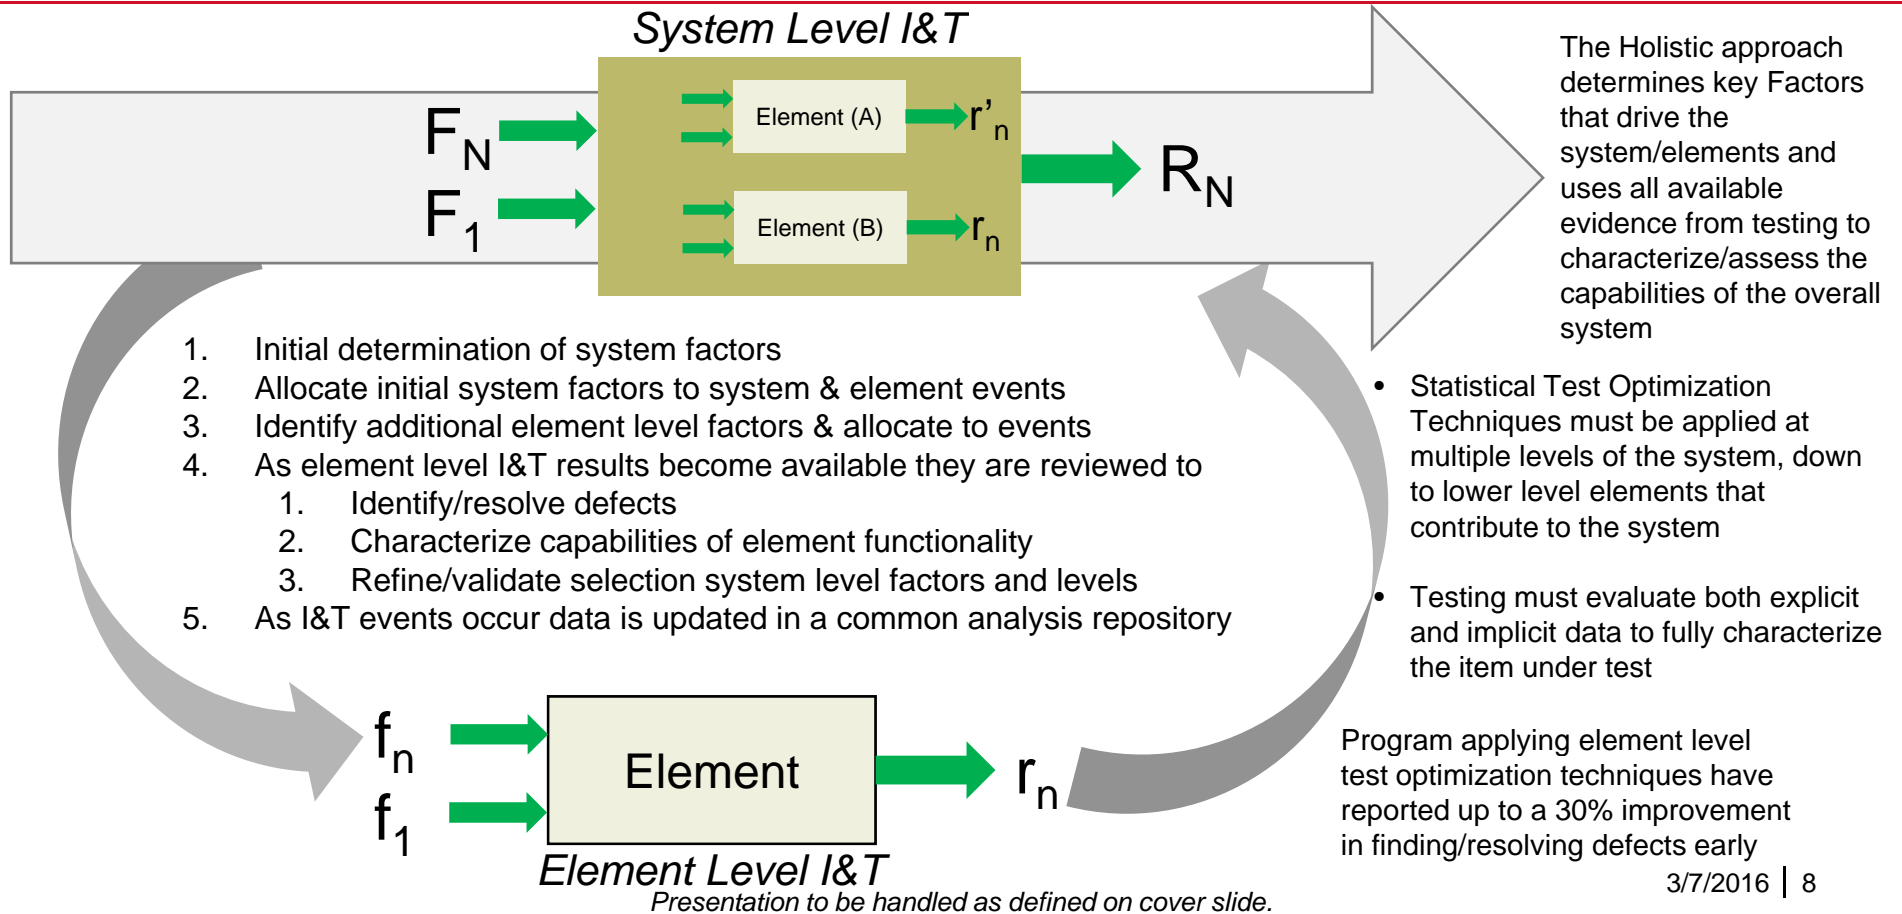 System Level I&T
F_N
F_1
Element (A)
r'_n
Element (B)
r_n
R_N
The Holistic approach
determines key Factors
that drive the
system/elements and
uses all available
evidence from testing to
characterize/assess the
capabilities of the overall
system
1. Initial determination of system factors
2. Allocate initial system factors to system & element events
3. Identify additional element level factors & allocate to events
4. As element level I&T results become available they are reviewed to
1. Identify/resolve defects
2. Characterize capabilities of element functionality
3. Refine/validate selection system level factors and levels
5. As I&T events occur data is updated in a common analysis repository
• Statistical Test Optimization
Techniques must be applied at
multiple levels of the system, down
to lower level elements that
contribute to the system
• Testing must evaluate both explicit
and implicit data to fully characterize
the item under test
f_n
f_1
Element
r_n
Element Level I&T
Program applying element level
test optimization techniques have
reported up to a 30% improvement
in finding/resolving defects early
Presentation to be handled as defined on cover slide.
3/7/2016 | 8